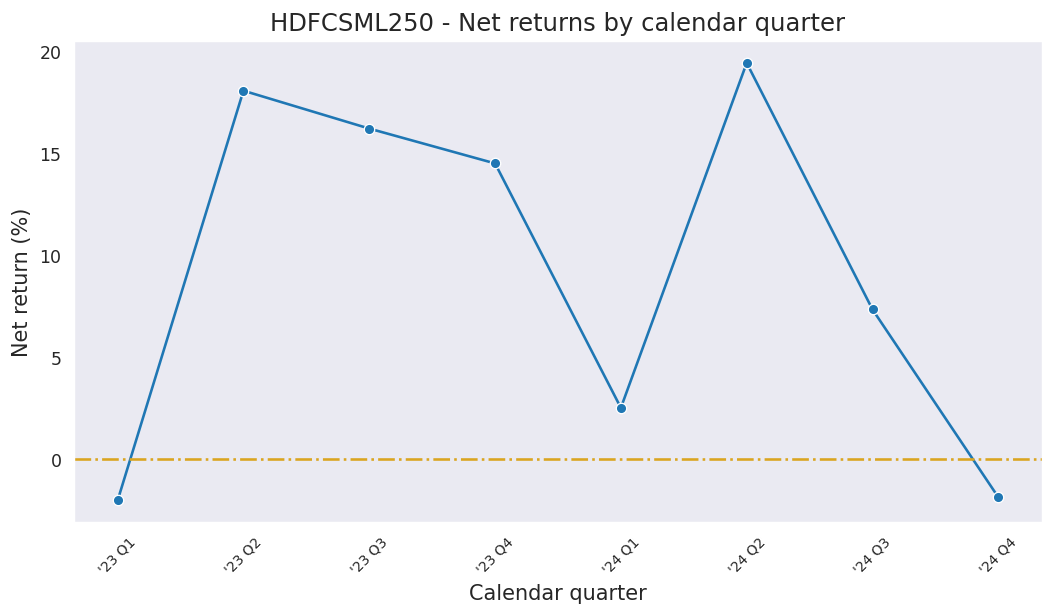 HDFCSML250 - Net returns by calendar quarter
Net return (%)
20
15
10
5
0
'23 Q1
'23 Q2
'23 Q3
'23 Q4
'24 Q1
'24 Q2
'24 Q3
'24 Q4
Calendar quarter